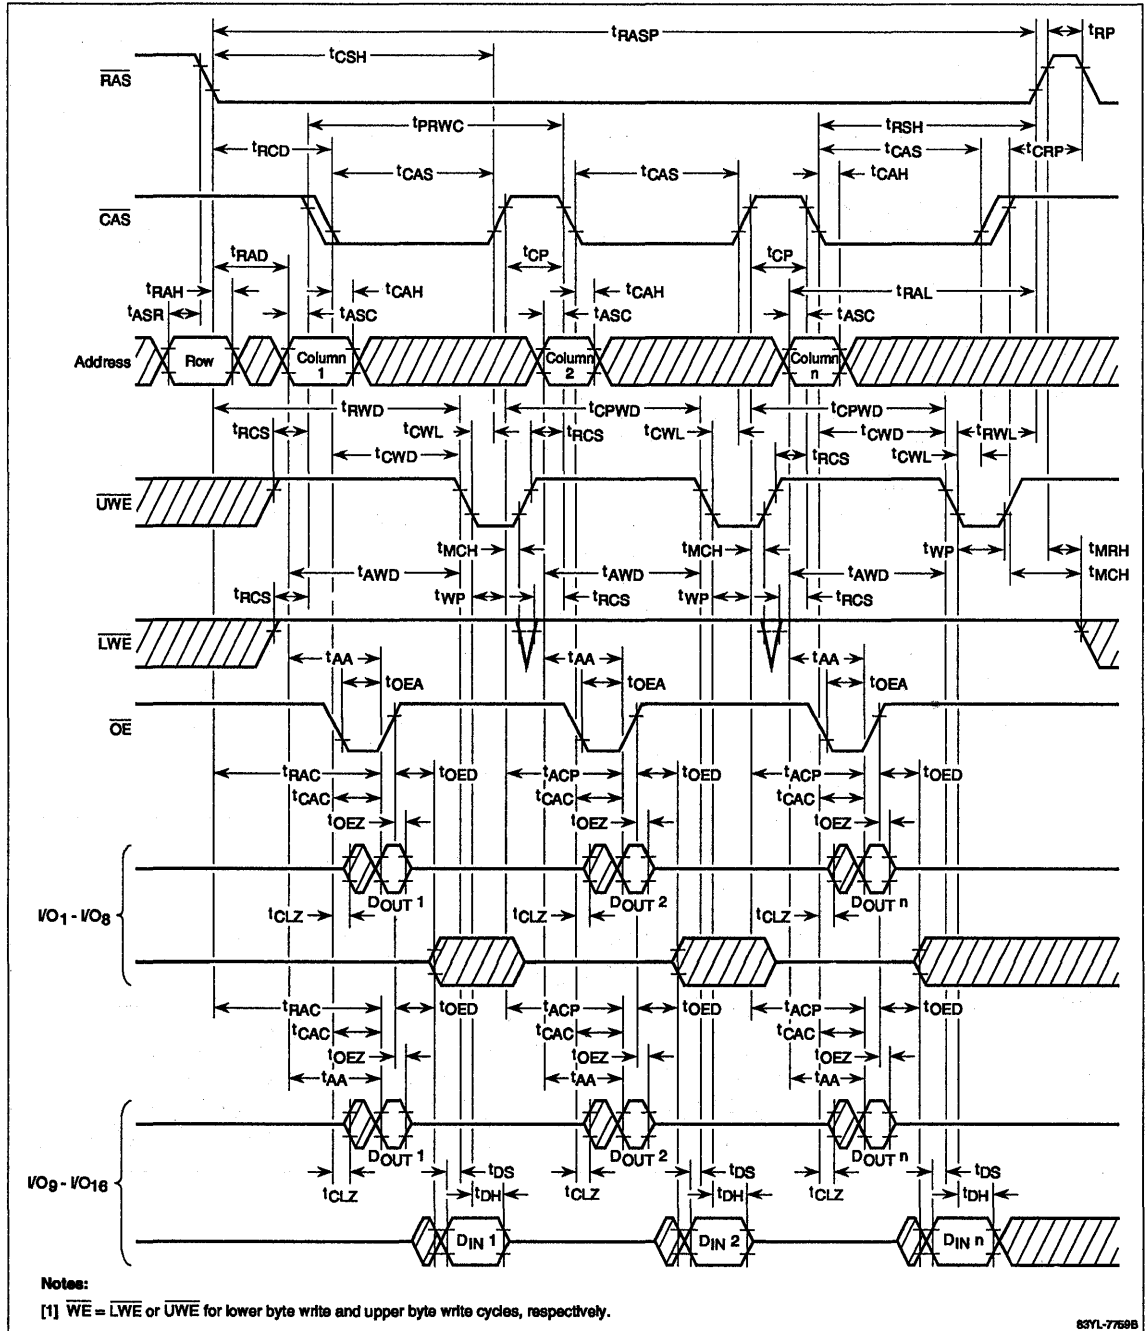 tRASP tRP
tCSH
RAS
tPRWC tRSH
tRCD tCAS tCRP
tCAS tCAS tCAH
CAS
tRAD tCP tCP
tRAH tCAH tCAH tRAL
tASR tASC tASC tASC
Address Row Column 1 Column 2 Column n
tRWD tCPWD tCPWD
tRCS tCWL tRCS tCWL tCWD tRWL
tCWD tRCS tCWL
UWE
tMCH tMCH tWP tMRH
tAWD tAWD tAWD tMCH
tRCS tWP tRCS tWP tRCS
LWE
tAA tAA tAA
tOEA tOEA tOEA
OE
tRAC tOED tACP tOED tACP tOED
tCAC tCAC tCAC
tOEZ tOEZ tOEZ
I/O1 - I/O8
DOUT 1 DOUT 2 DOUT n
tCLZ tCLZ tCLZ
tRAC tOED tACP tOED tACP tOED
tCAC tCAC tCAC
tOEZ tOEZ tOEZ
tAA tAA tAA
I/O9 - I/O16
DOUT 1 DOUT 2 DOUT n
tDS tDS tDS
tCLZ tDH tCLZ tDH tCLZ tDH
DIN 1 DIN 2 DIN n
Notes:
[1] WE = LWE or UWE for lower byte write and upper byte write cycles, respectively.
83YL-7759B